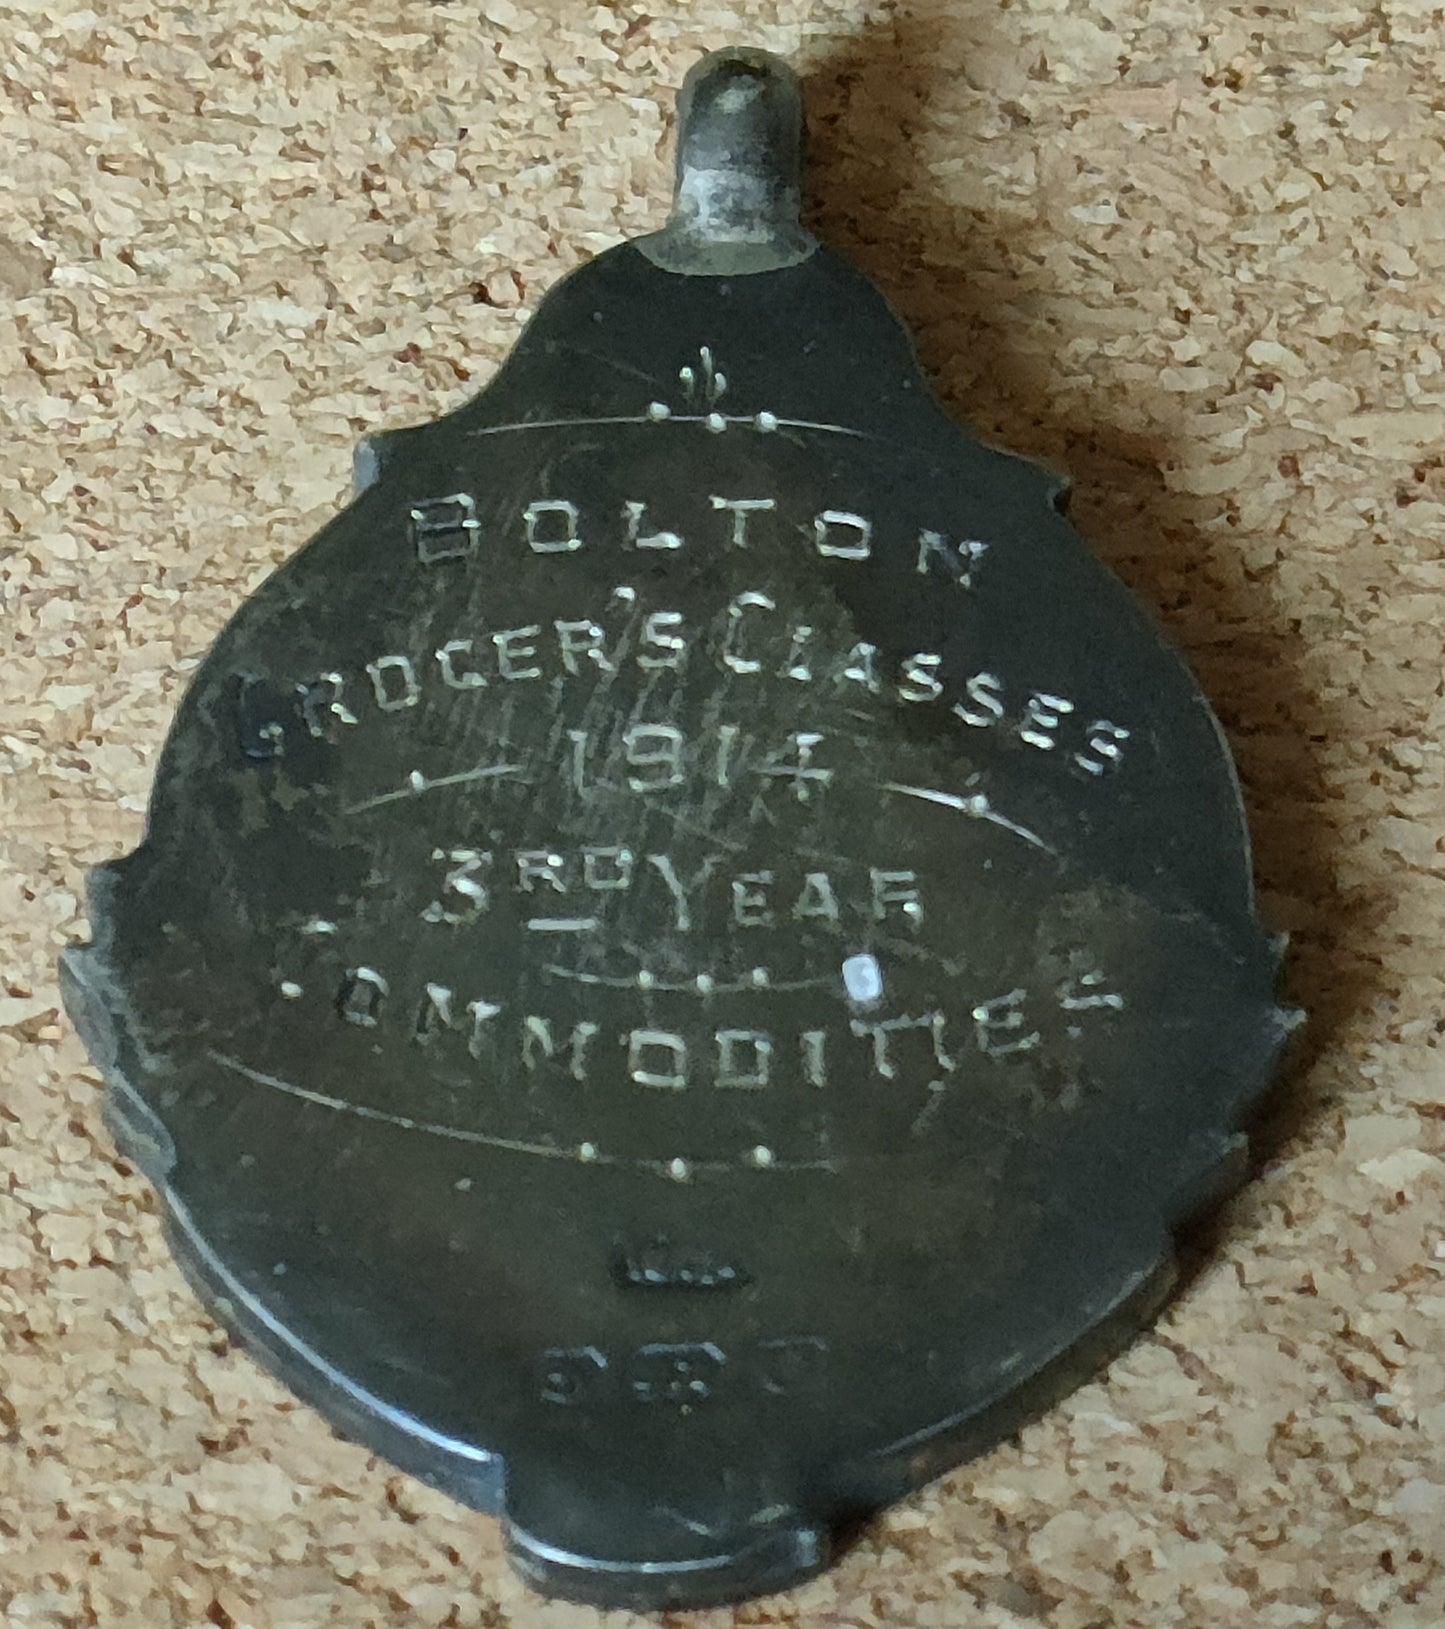 BOLTON
GROCER'S CLASSES
1914
3RD YEAR
COMMODITIES